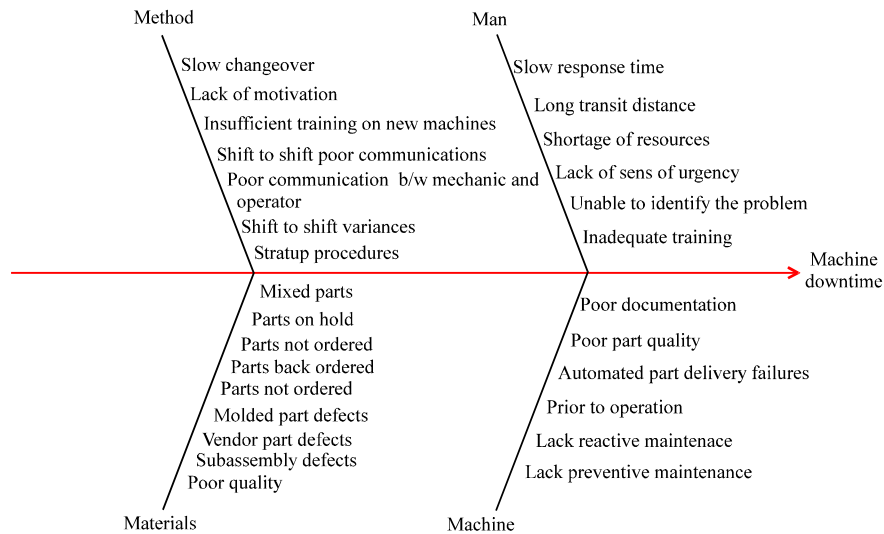 Method
Slow changeover
Lack of motivation
Insufficient training on new machines
Shift to shift poor communications
Poor communication b/w mechanic and
operator
Shift to shift variances
Stratup procedures
Man
Slow response time
Long transit distance
Shortage of resources
Lack of sens of urgency
Unable to identify the problem
Inadequate training
Machine
downtime
Mixed parts
Parts on hold
Parts not ordered
Parts back ordered
Parts not ordered
Molded part defects
Vendor part defects
Subassembly defects
Poor quality
Materials
Poor documentation
Poor part quality
Automated part delivery failures
Prior to operation
Lack reactive maintenace
Lack preventive maintenance
Machine